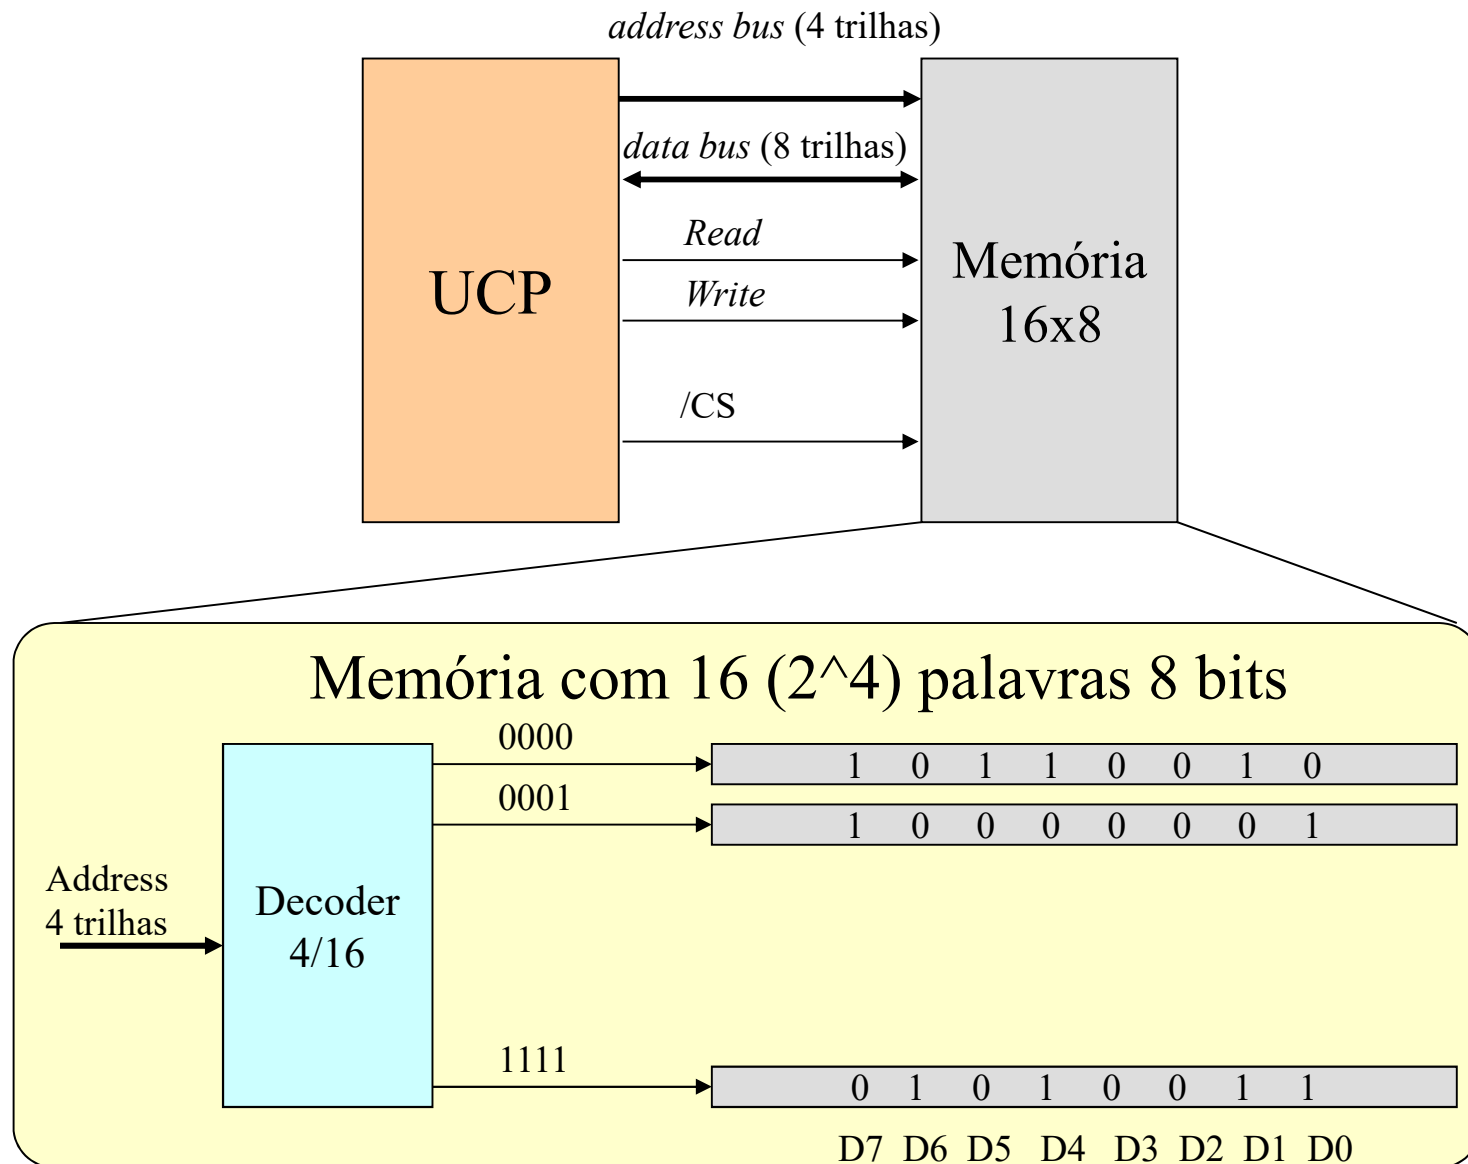 address bus (4 trilhas)
data bus (8 trilhas)
Read
Write
/CS
UCP
Memória
16x8
Memória com 16 (2^4) palavras 8 bits
0000
1 0 1 1 0 0 1 0
0001
1 0 0 0 0 0 0 1
Address
4 trilhas
Decoder
4/16
1111
0 1 0 1 0 0 1 1
D7 D6 D5 D4 D3 D2 D1 D0